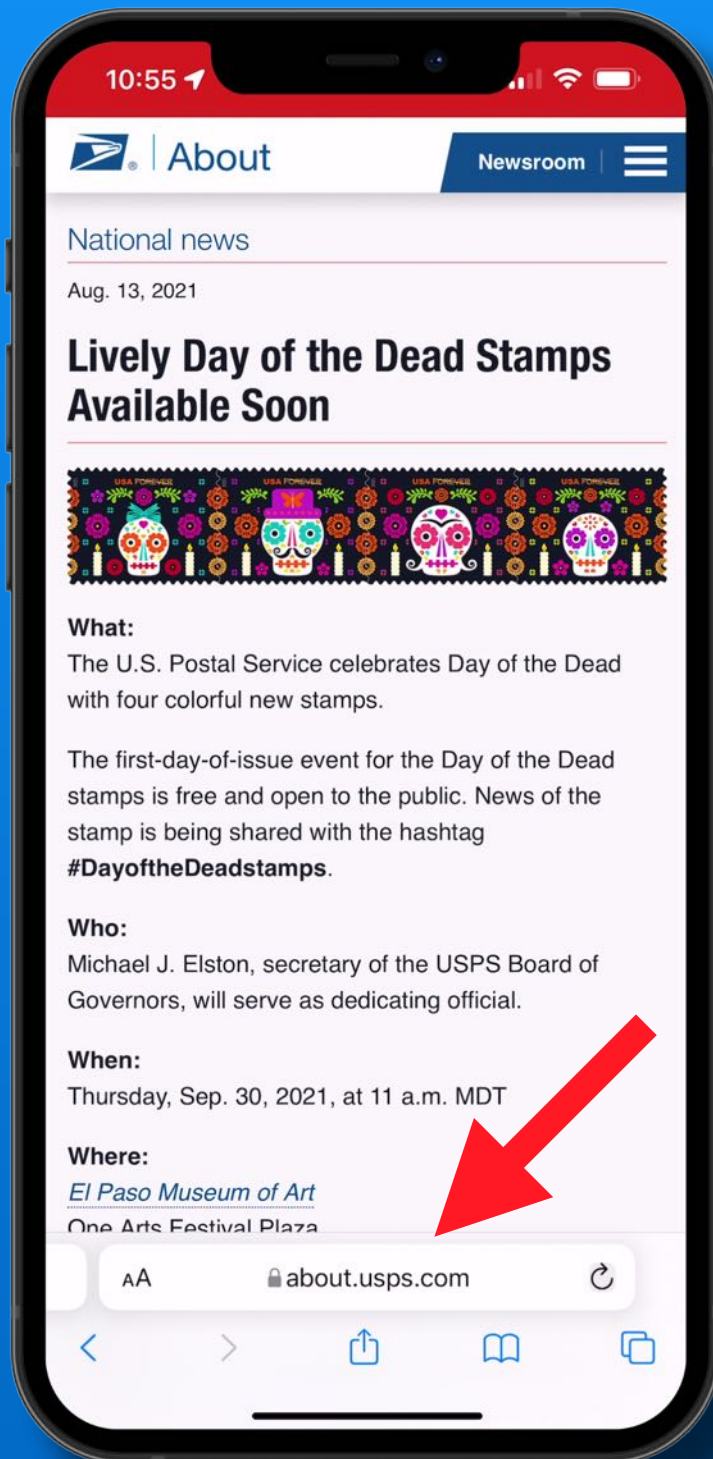 10:55
About
Newsroom
National news
Aug. 13, 2021
Lively Day of the Dead Stamps
Available Soon
USA FOREVER USA FOREVER USA FOREVER USA FOREVER
What:
The U.S. Postal Service celebrates Day of the Dead
with four colorful new stamps.
The first-day-of-issue event for the Day of the Dead
stamps is free and open to the public. News of the
stamp is being shared with the hashtag
#DayoftheDeadstamps.
Who:
Michael J. Elston, secretary of the USPS Board of
Governors, will serve as dedicating official.
When:
Thursday, Sep. 30, 2021, at 11 a.m. MDT
Where:
El Paso Museum of Art
One Arts Festival Plaza
AA about.usps.com